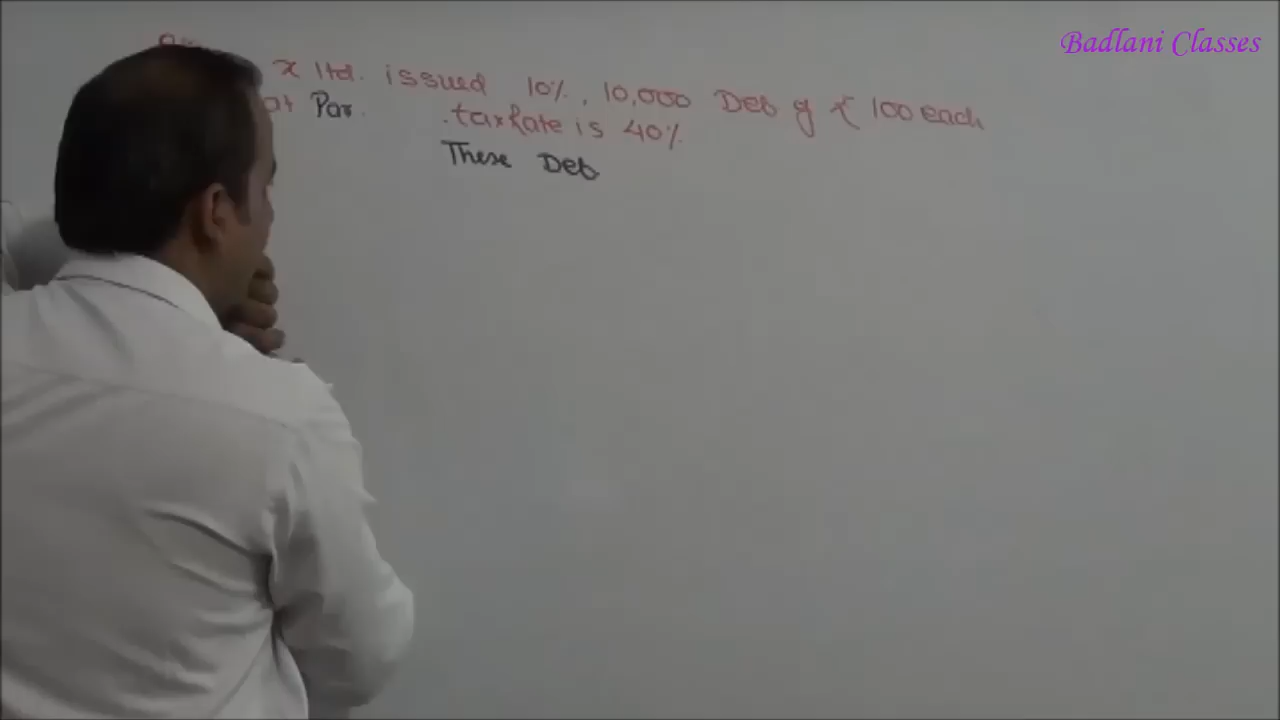 Badlani Classes
x ltd. issued 10%, 10,000 Deb of ₹ 100 each
at Par. .tax Rate is 40%
These Deb